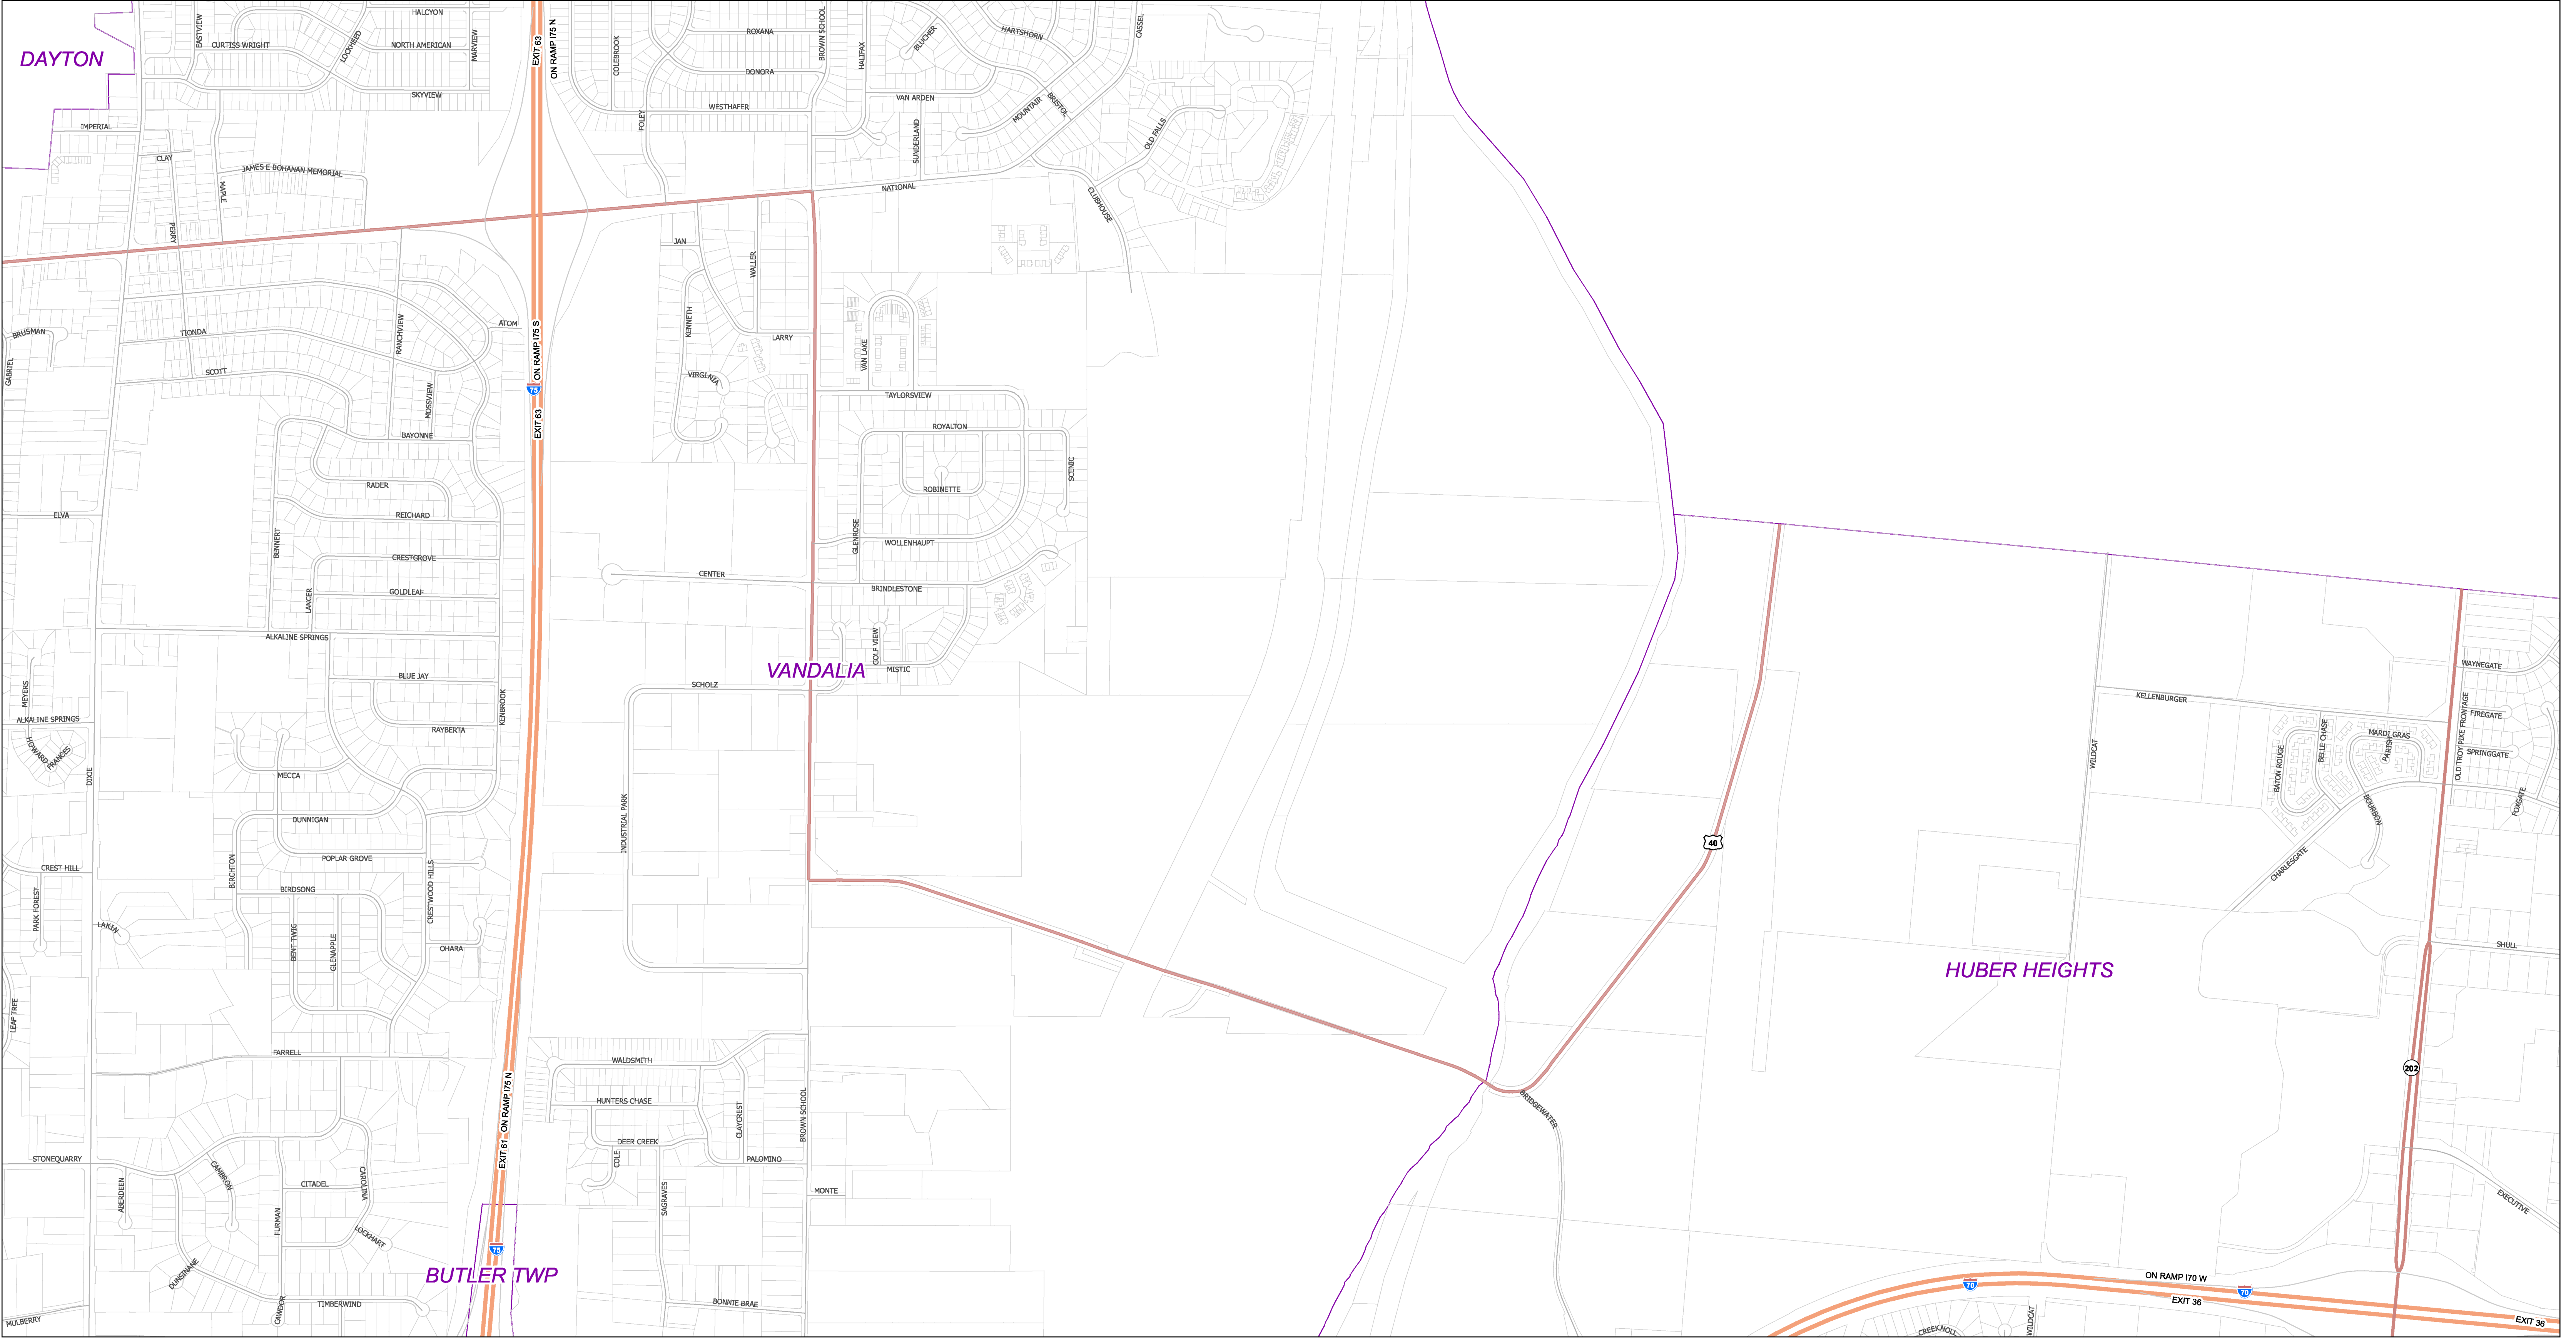 HALCYON
EASTVIEW
CURTISS WRIGHT
LOCKHEED
NORTH AMERICAN
MARVIEW
EXIT 63
ON RAMP I75 N
COLEBROOK
ROXANA
BROWN SCHOOL
HALIFAX
BLUCHER
HARTSHORN
CASSEL
DAYTON
DONORA
SKYVIEW
WESTHAFER
VAN ARDEN
MOUNTAIR
BRISTOL
IMPERIAL
FOLEY
SUNDERLAND
OLD FALLS
CLAY
JAMES E BOHANAN MEMORIAL
MAPLE
NATIONAL
CLUBHOUSE
PERRY
JAN
WALLER
BRUSMAN
TIONDA
RANCHVIEW
ATOM
ON RAMP I75 S
KENNETH
LARRY
VAN LAKE
GABRIEL
SCOTT
75
VIRGINIA
MOSSVIEW
TAYLORSVIEW
EXIT 63
BAYONNE
ROYALTON
SCENIC
RADER
ROBINETTE
ELVA
REICHARD
BENNERT
GLENROSE
WOLLENHAUPT
CRESTGROVE
CENTER
BRINDLESTONE
LANCER
GOLDLEAF
ALKALINE SPRINGS
GOLF VIEW
MISTIC
VANDALIA
WAYNEGATE
BLUE JAY
SCHOLZ
MEYERS
KENBROOK
KELLENBURGER
OLD TROY PIKE FRONTAGE
FIREGATE
ALKALINE SPRINGS
RAYBERTA
BELLE CHASE
MARDI GRAS
PARISH
SPRINGGATE
HOWARD
FRANCES
WILDCAT
BATON ROUGE
DIXIE
MECCA
INDUSTRIAL PARK
BOURBON
FOXGATE
DUNNIGAN
40
POPLAR GROVE
CREST HILL
BIRCHTON
CHARLESGATE
BIRDSONG
CRESTWOOD HILLS
PARK FOREST
LAKIN
BENT TWIG
GLENAPPLE
OHARA
SHULL
HUBER HEIGHTS
LEAF TREE
FARRELL
WALDSMITH
202
HUNTERS CHASE
ON RAMP I75 N
CLAYCREST
BROWN SCHOOL
BRIDGEWATER
EXIT 61
DEER CREEK
STONEQUARRY
COLE
PALOMINO
CAMBRON
CITADEL
CAROLINA
ABERDEEN
SAGRAVES
MONTE
EXECUTIVE
FURMAN
LOCKHART
75
DUNSINANE
BUTLER TWP
ON RAMP I70 W
70
70
CAWDOR
TIMBERWIND
BONNIE BRAE
EXIT 36
MULBERRY
CREEKNOLL
WILDCAT
EXIT 36